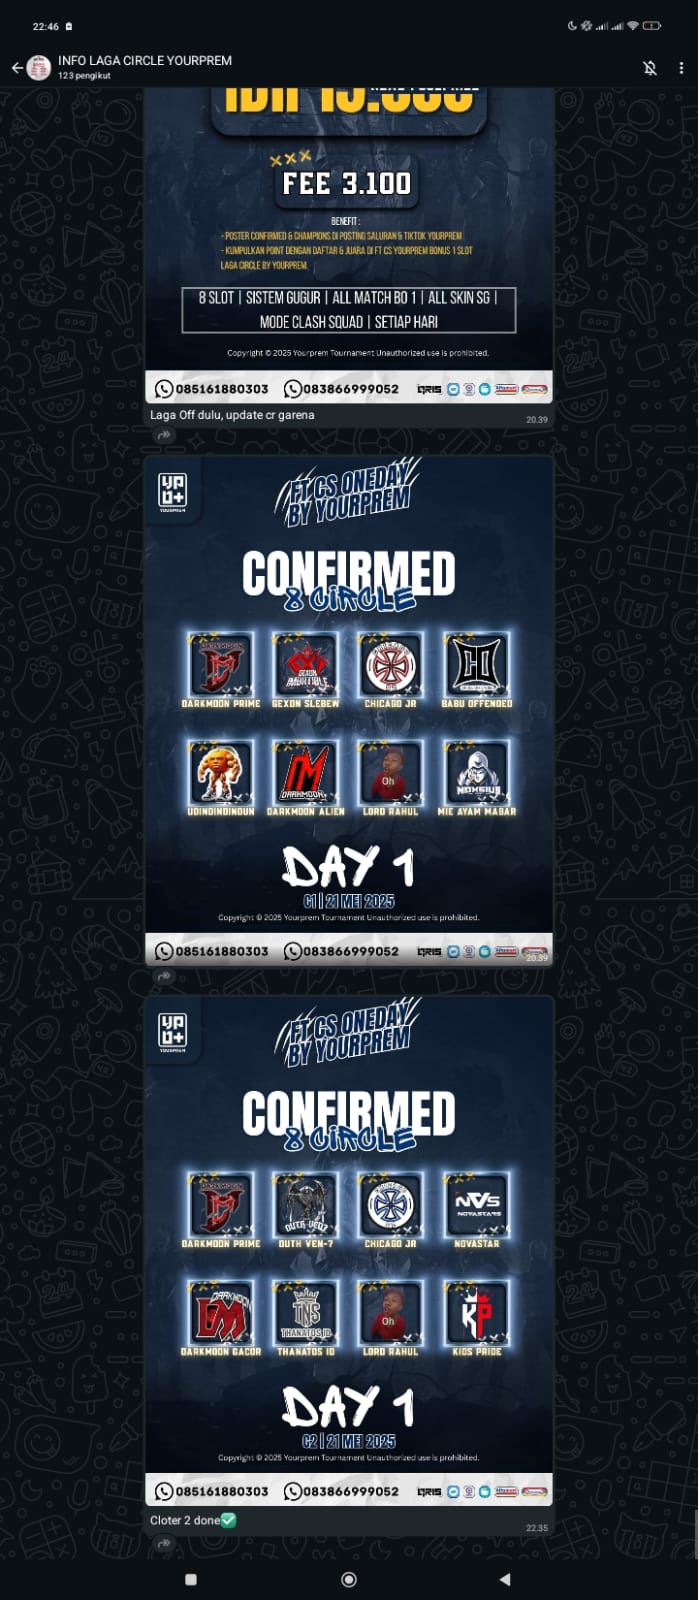 22:46
INFO LAGA CIRCLE YOURPREM
123 pengikut
FEE 3.100
BENEFIT :
- POSTER CONFIRMED & CHAMPIONS DI POSTING SALURAN & TIKTOK YOURPREM
- KUMPULKAN POINT DENGAN DAFTAR & JUARA DI FT CS YOURPREM BONUS 1 SLOT
LAGA CIRCLE BY YOURPREM.
8 SLOT | SISTEM GUGUR | ALL MATCH BO 1 | ALL SKIN SG |
MODE CLASH SQUAD | SETIAP HARI
Copyright © 2025 Yourprem Tournament Unauthorized use is prohibited.
085161880303 083866999052 QRIS
Laga Off dulu, update cr garena
20.39
YOURPREM
FT CS ONEDAY
BY YOURPREM
CONFIRMED
8 CIRCLE
DARKMOON PRIME GEXON SLEBEW CHICAGO JR BABU OFFENDED
UDINDINDINDUN DARKMOON ALIEN LORD RAHUL MIE AYAM MABAR
DAY 1
C1 | 21 MEI 2025
Copyright © 2025 Yourprem Tournament Unauthorized use is prohibited.
085161880303 083866999052 QRIS
20.39
YOURPREM
FT CS ONEDAY
BY YOURPREM
CONFIRMED
8 CIRCLE
DARKMOON PRIME OUTH VEN-7 CHICAGO JR NOVASTAR
DARKMOON GACOR THANATOS ID LORD RAHUL KIDS PRIDE
DAY 1
C2 | 21 MEI 2025
Copyright © 2025 Yourprem Tournament Unauthorized use is prohibited.
085161880303 083866999052 QRIS
Cloter 2 done✅
22.35